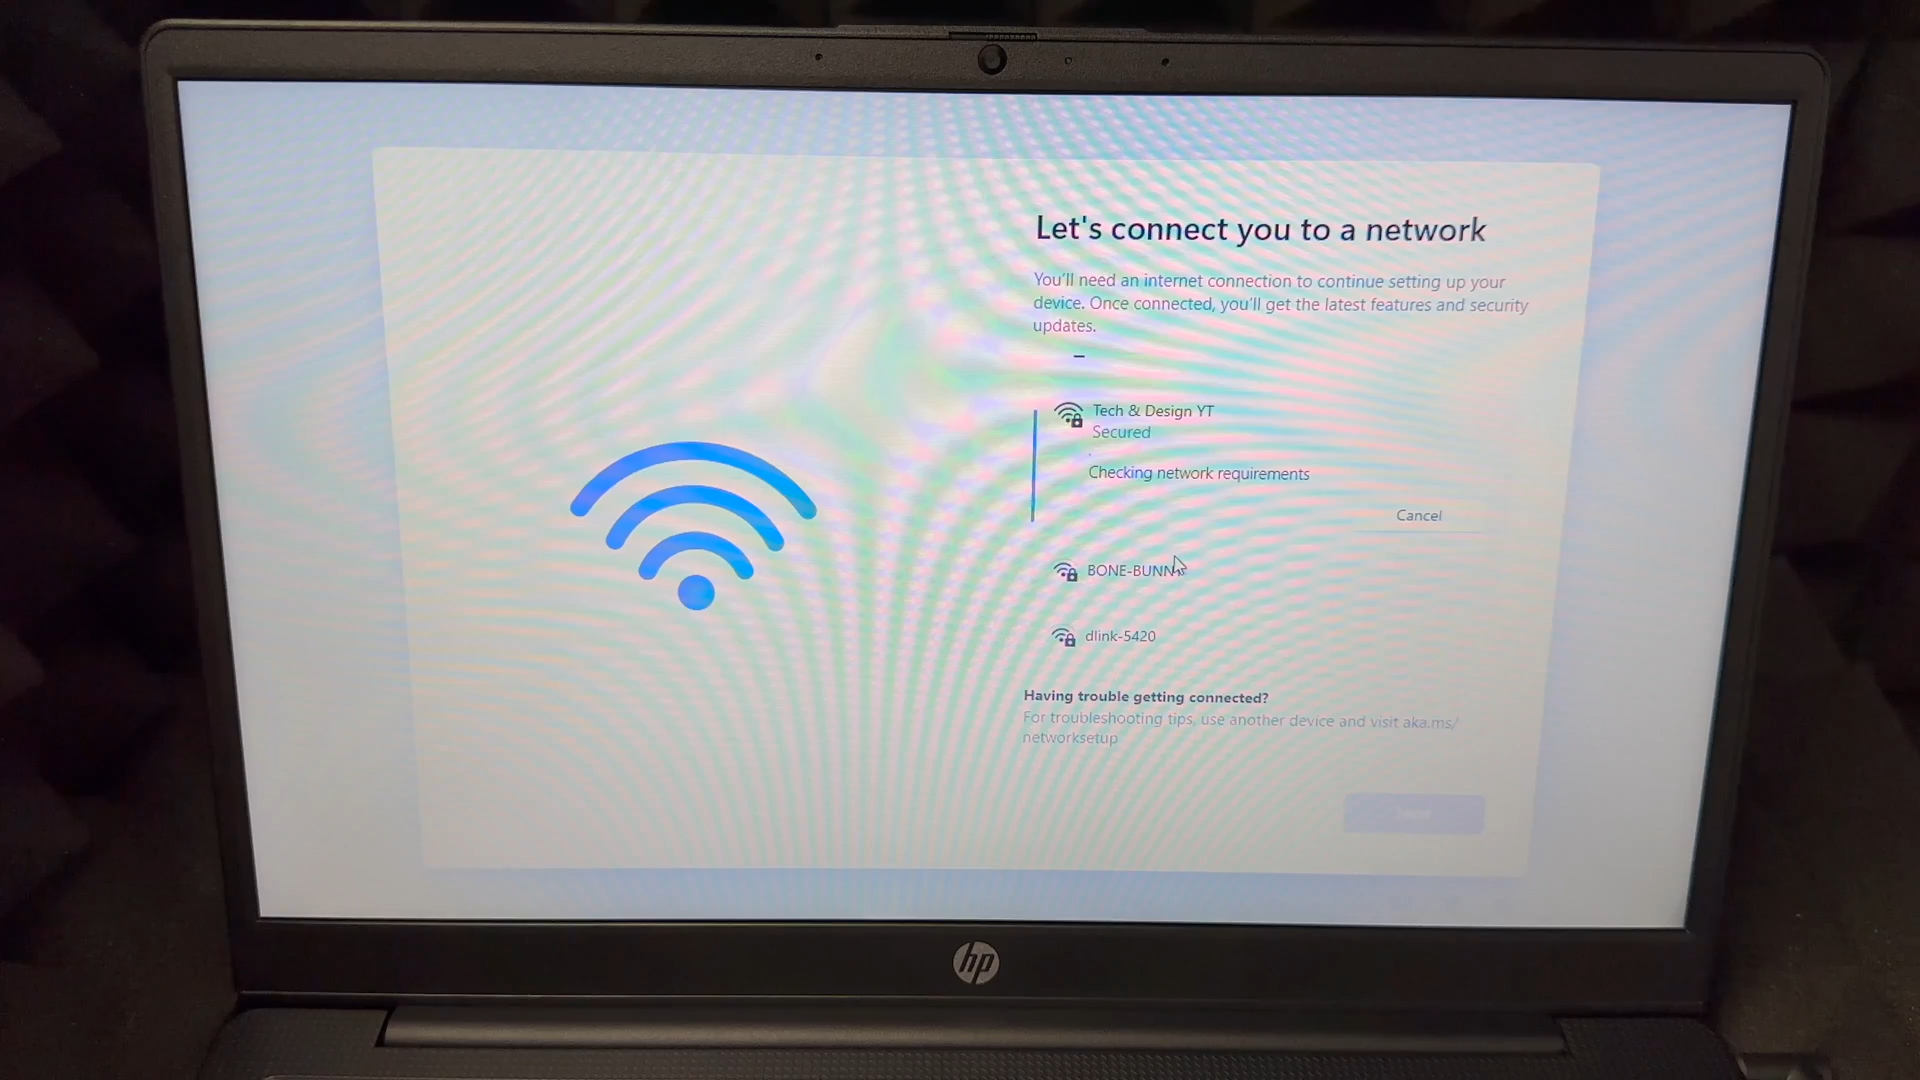 Let's connect you to a network
You'll need an internet connection to continue setting up your
device. Once connected, you'll get the latest features and security
updates.
Tech & Design YT
Secured
Checking network requirements
Cancel
BONE-BUNNY
dlink-5420
Having trouble getting connected?
For troubleshooting tips, use another device and visit aka.ms/
networksetup
hp